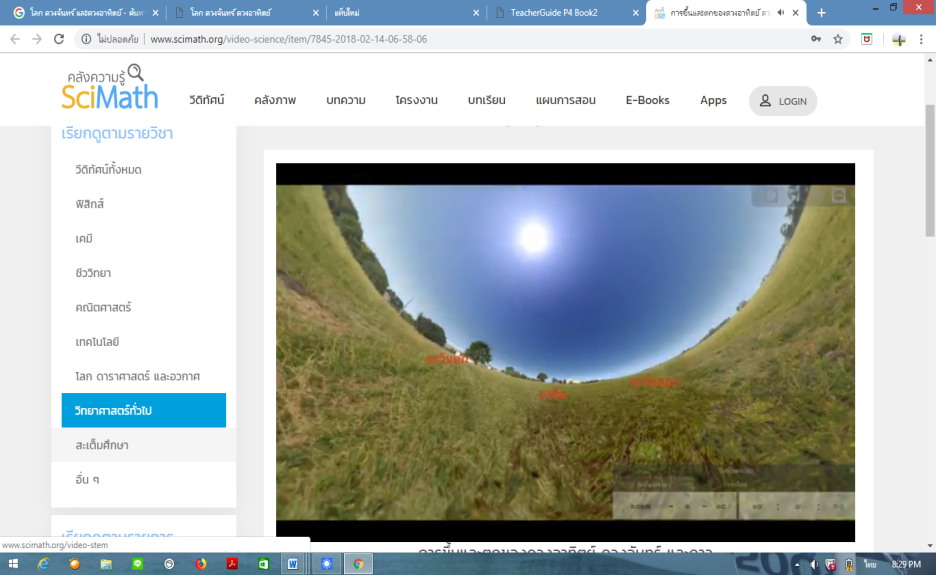 โลก ดวงจันทร์ และดวงอาทิตย์ - ค้นห
โลก ดวงจันทร์ ดวงอาทิตย์
แท็บใหม่
TeacherGuide P4 Book2
การขึ้นและตกของดวงอาทิตย์ ดว
ไม่ปลอดภัย
www.scimath.org/video-science/item/7845-2018-02-14-06-58-06
คลังความรู้
SciMath
วีดิทัศน์
คลังภาพ
บทความ
โครงงาน
บทเรียน
แผนการสอน
E-Books
Apps
LOGIN
เรียกดูตามรายวิชา
วีดิทัศน์ทั้งหมด
ฟิสิกส์
เคมี
ชีววิทยา
คณิตศาสตร์
เทคโนโลยี
โลก ดาราศาสตร์ และอวกาศ
วิทยาศาสตร์ทั่วไป
สะเต็มศึกษา
อื่น ๆ
www.scimath.org/video-stem
การขึ้นและตกของดวงอาทิตย์ ดวงจันทร์ และดาว
ไทย
8:29 PM